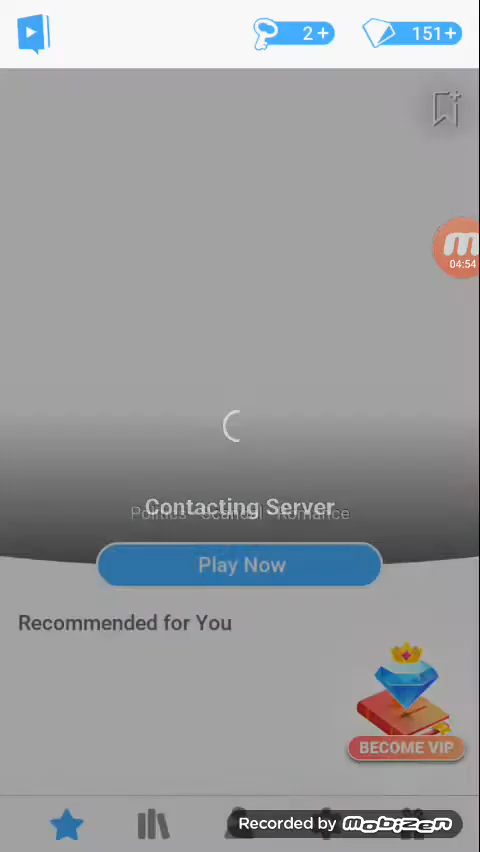 2+
151+
04:54
Contacting Server
Politics - Scandal - Romance
Play Now
Recommended for You
BECOME VIP
Recorded by mobizen